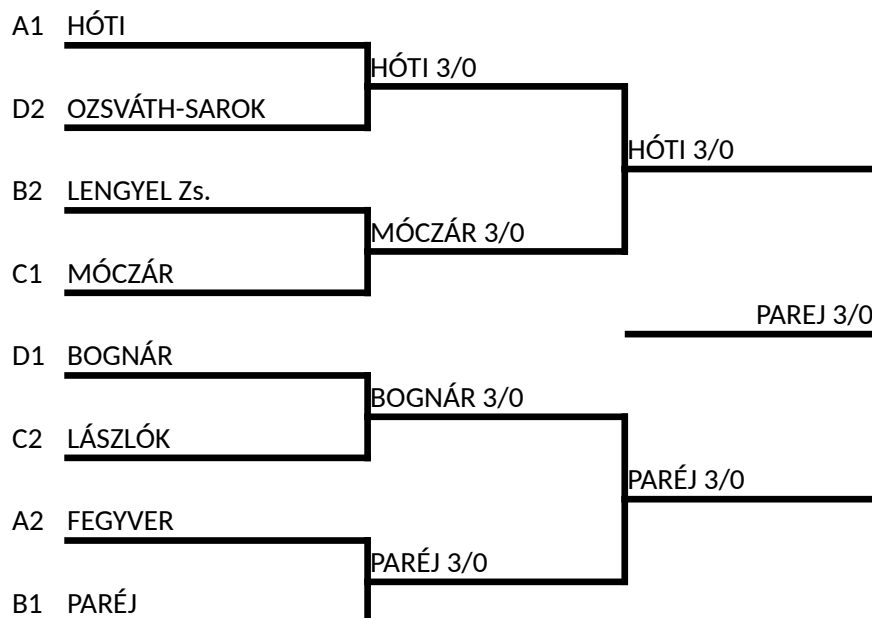 A1 HÓTI
HÓTI 3/0
D2 OZSVÁTH-SAROK
HÓTI 3/0
B2 LENGYEL Zs.
MÓCZÁR 3/0
C1 MÓCZÁR
PAREJ 3/0
D1 BOGNÁR
BOGNÁR 3/0
C2 LÁSZLÓK
PARÉJ 3/0
A2 FEGYVER
PARÉJ 3/0
B1 PARÉJ